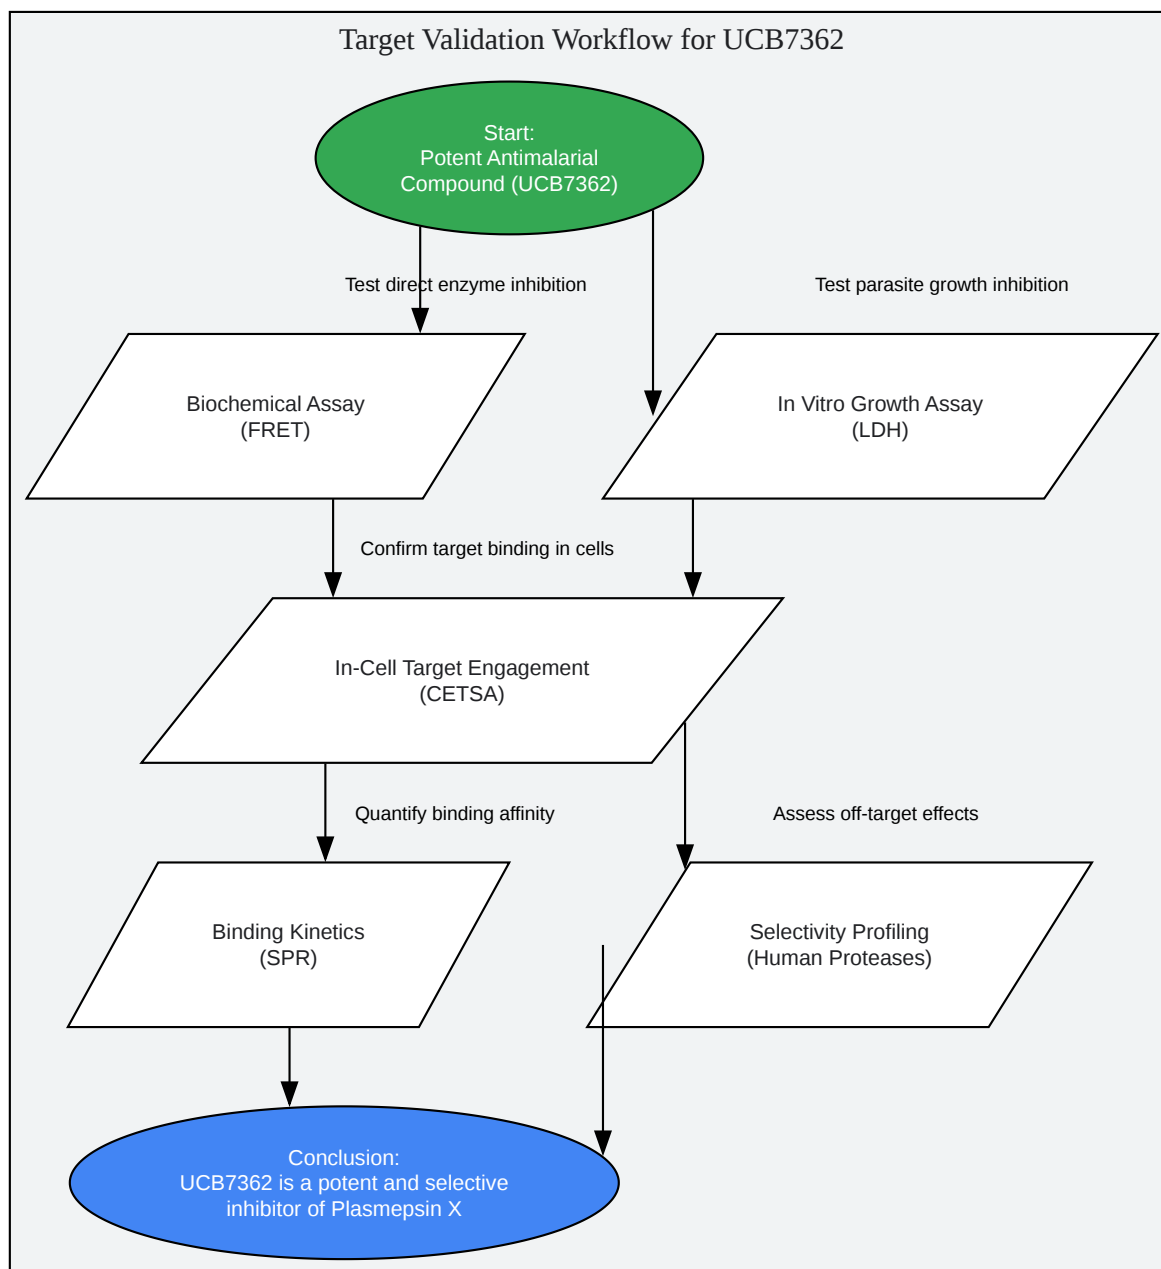 Target Validation Workflow for UCB7362
Start:
Potent Antimalarial
Compound (UCB7362)
Test direct enzyme inhibition
Test parasite growth inhibition
Biochemical Assay
(FRET)
In Vitro Growth Assay
(LDH)
Confirm target binding in cells
In-Cell Target Engagement
(CETSA)
Quantify binding affinity
Assess off-target effects
Binding Kinetics
(SPR)
Selectivity Profiling
(Human Proteases)
Conclusion:
UCB7362 is a potent and selective
inhibitor of Plasmepsin X